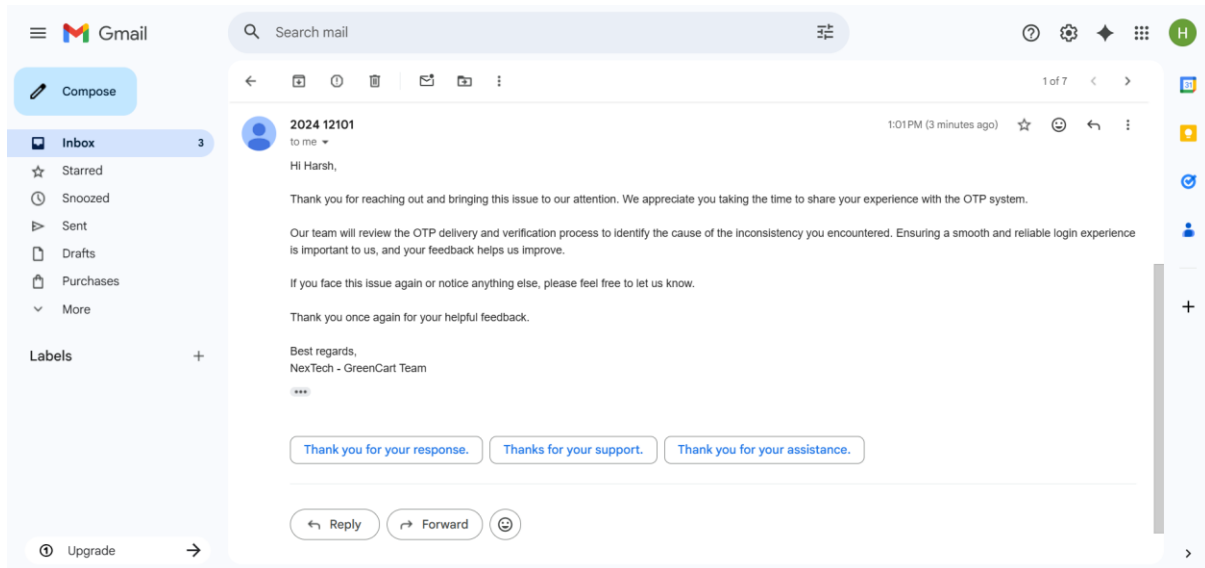 Gmail
Search mail
H
Compose
1 of 7
31
Inbox 3
2024 12101
1:01 PM (3 minutes ago)
to me
Starred
Hi Harsh,
Snoozed
Thank you for reaching out and bringing this issue to our attention. We appreciate you taking the time to share your experience with the OTP system.
Sent
Our team will review the OTP delivery and verification process to identify the cause of the inconsistency you encountered. Ensuring a smooth and reliable login experience
is important to us, and your feedback helps us improve.
Drafts
Purchases
If you face this issue again or notice anything else, please feel free to let us know.
More
Thank you once again for your helpful feedback.
Labels
Best regards,
NexTech - GreenCart Team
Thank you for your response. Thanks for your support. Thank you for your assistance.
Reply Forward
Upgrade